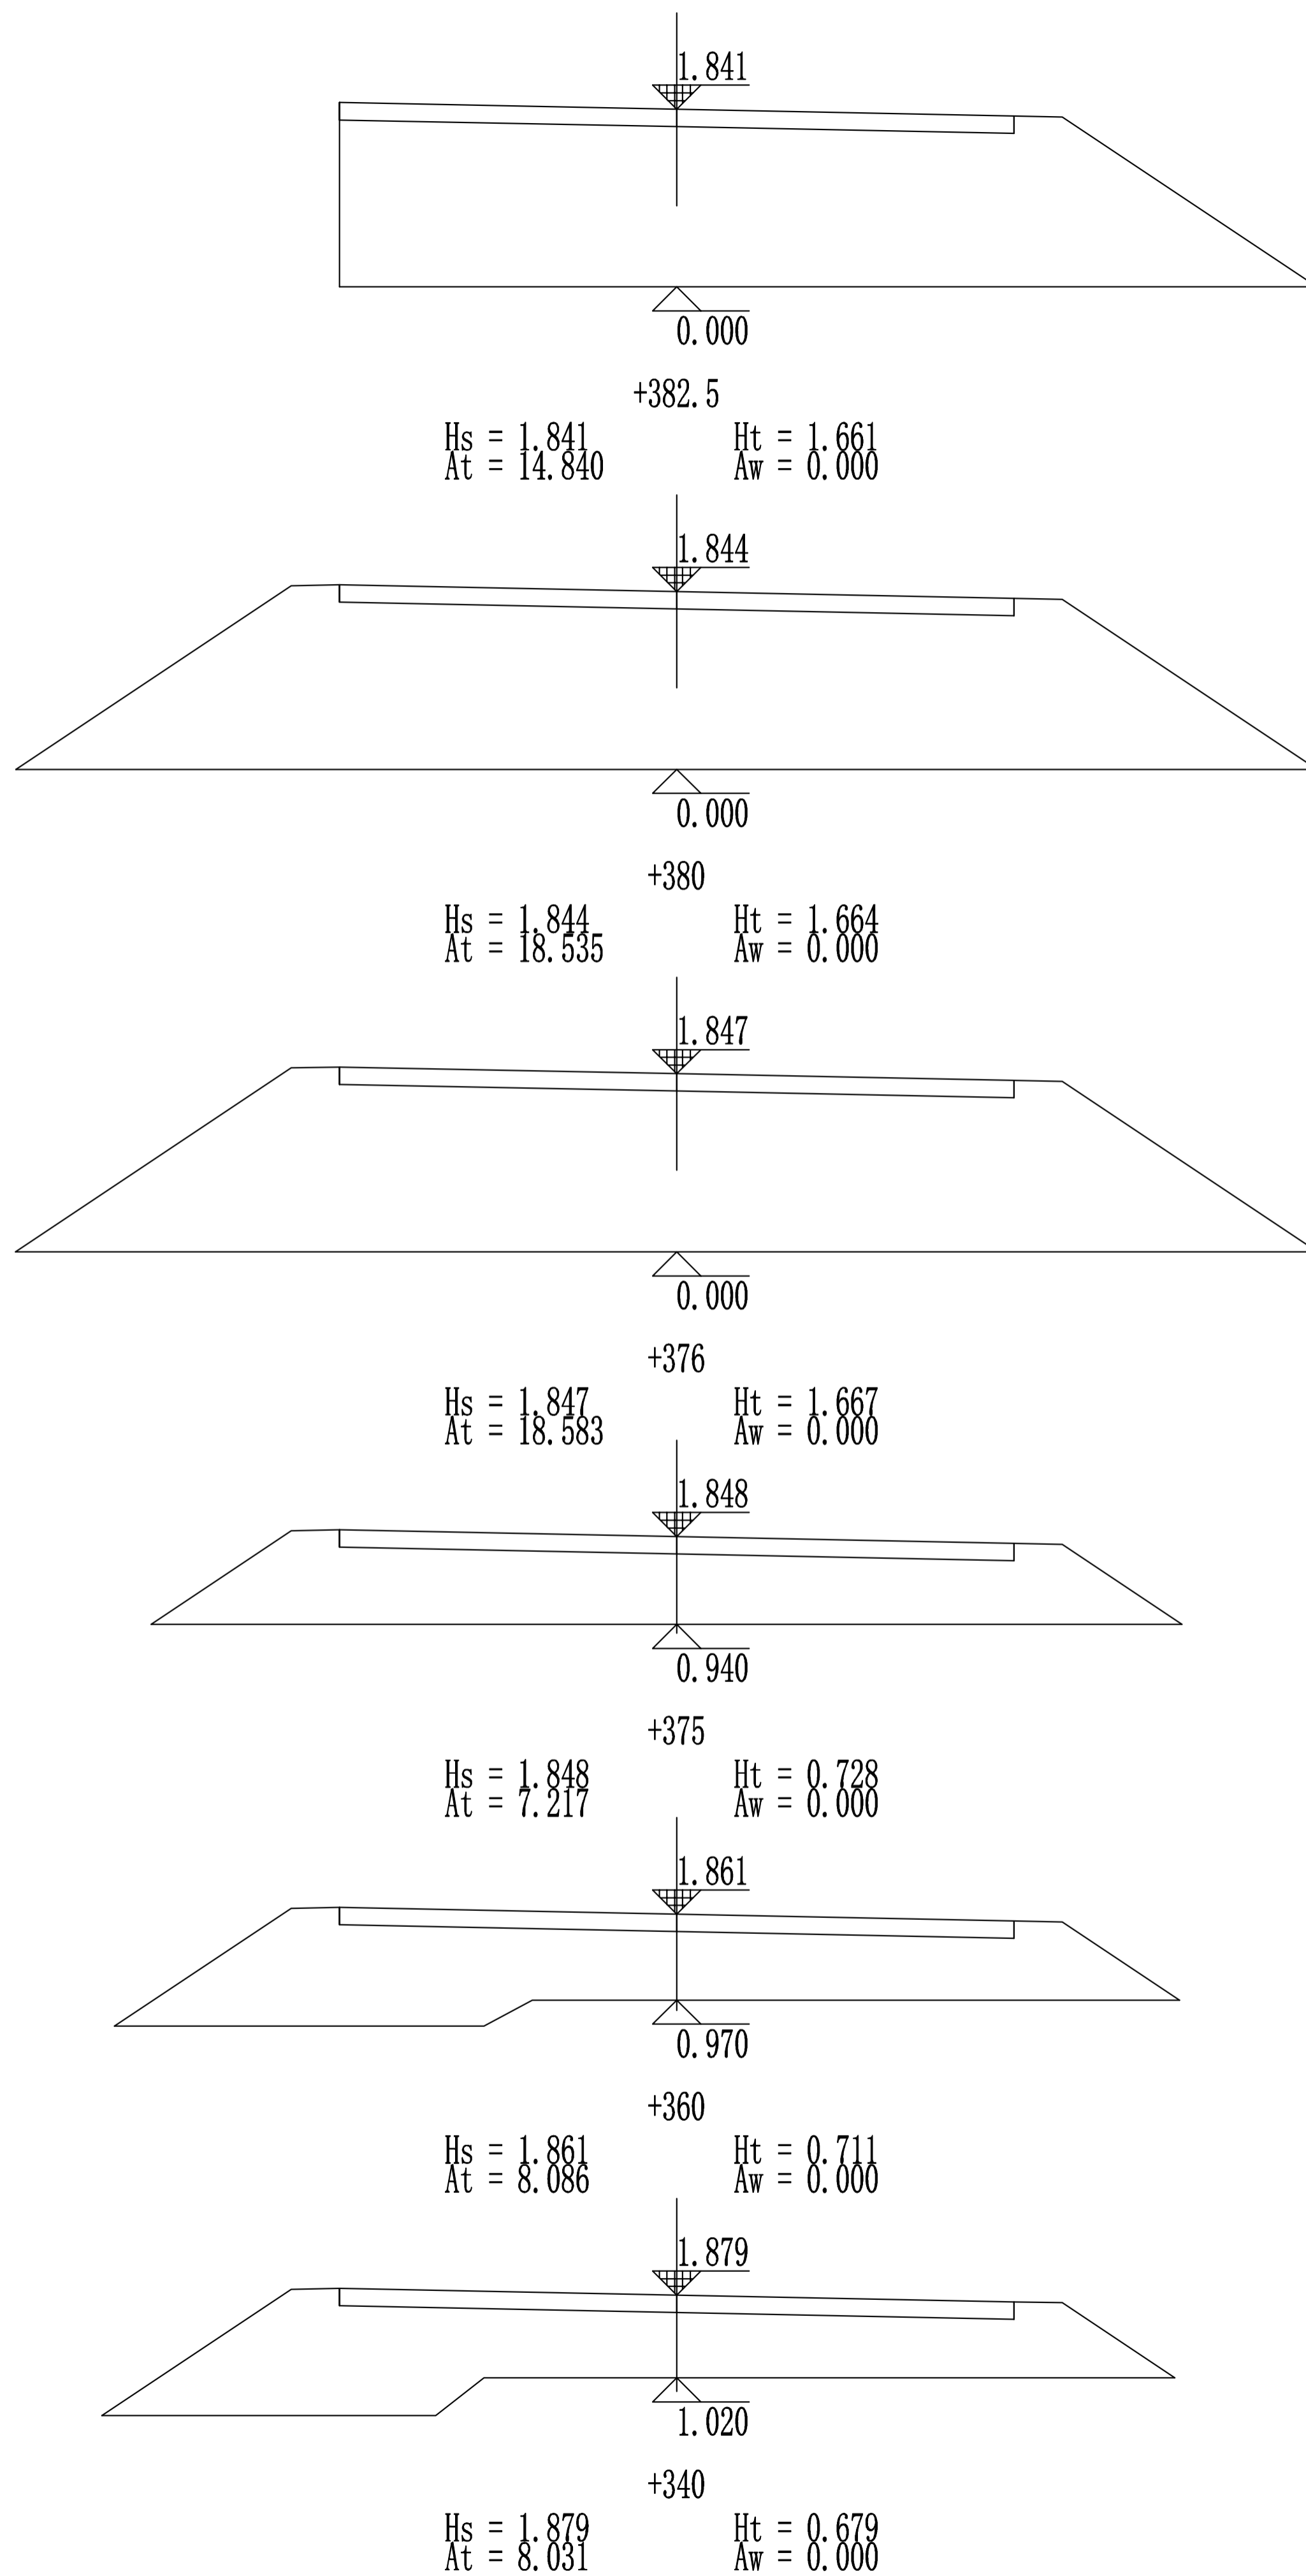 1.841
0.000
+382.5
Hs = 1.841 Ht = 1.661
At = 14.840 Aw = 0.000
1.844
0.000
+380
Hs = 1.844 Ht = 1.664
At = 18.535 Aw = 0.000
1.847
0.000
+376
Hs = 1.847 Ht = 1.667
At = 18.583 Aw = 0.000
1.848
0.940
+375
Hs = 1.848 Ht = 0.728
At = 7.217 Aw = 0.000
1.861
0.970
+360
Hs = 1.861 Ht = 0.711
At = 8.086 Aw = 0.000
1.879
1.020
+340
Hs = 1.879 Ht = 0.679
At = 8.031 Aw = 0.000